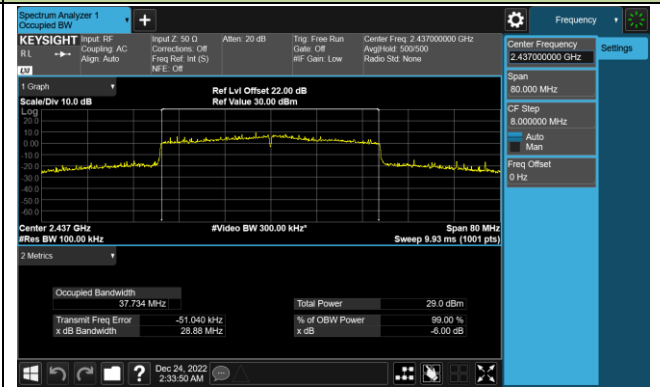 Spectrum Analyzer 1
Occupied BW
Frequency
KEYSIGHT
RL
LXI
Input: RF
Coupling: AC
Align: Auto
Input Z: 50 Ω
Corrections: Off
Freq Ref: Int (S)
NFE: Off
Atten: 20 dB
Trig: Free Run
Gate: Off
#IF Gain: Low
Center Freq: 2.437000000 GHz
Avg|Hold: 500/500
Radio Std: None
Center Frequency
2.437000000 GHz
Settings
Span
80.000 MHz
CF Step
8.000000 MHz
Auto
Man
Freq Offset
0 Hz
1 Graph
Scale/Div 10.0 dB
Ref Lvl Offset 22.00 dB
Ref Value 30.00 dBm
Log
20.0
10.0
0.00
-10.0
-20.0
-30.0
-40.0
-50.0
-60.0
Center 2.437 GHz
#Res BW 100.00 kHz
#Video BW 300.00 kHz*
Span 80 MHz
Sweep 9.93 ms (1001 pts)
2 Metrics
Occupied Bandwidth
37.734 MHz
Total Power 29.0 dBm
Transmit Freq Error -51.040 kHz
% of OBW Power 99.00 %
x dB Bandwidth 28.88 MHz
x dB -6.00 dB
Dec 24, 2022
2:33:50 AM